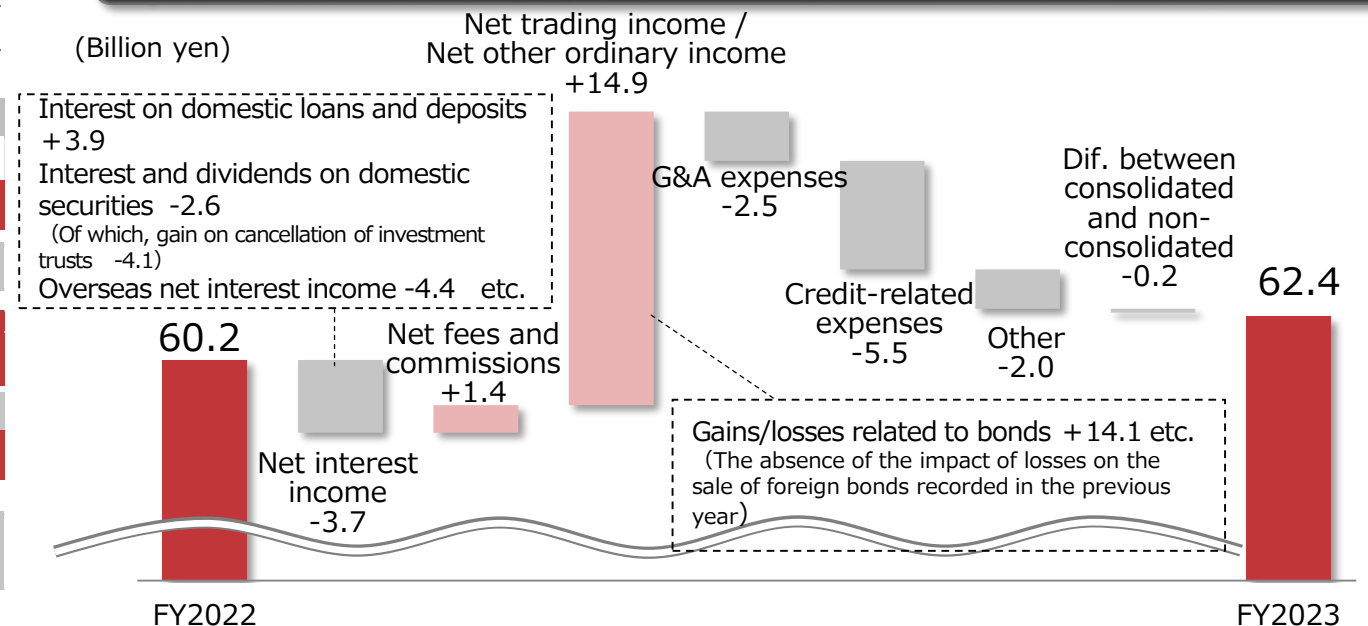 (Billion yen)
Net trading income /
Net other ordinary income
+14.9
Interest on domestic loans and deposits
+3.9
Interest and dividends on domestic
securities -2.6
（Of which, gain on cancellation of investment
trusts -4.1）
Overseas net interest income -4.4 etc.
G&A expenses
-2.5
Dif. between
consolidated
and non-
consolidated
-0.2
62.4
Credit-related
expenses
-5.5
Other
-2.0
60.2
Net fees and
commissions
+1.4
Net interest
income
-3.7
Gains/losses related to bonds ＋14.1 etc.
（The absence of the impact of losses on the
sale of foreign bonds recorded in the previous
year）
FY2022
FY2023